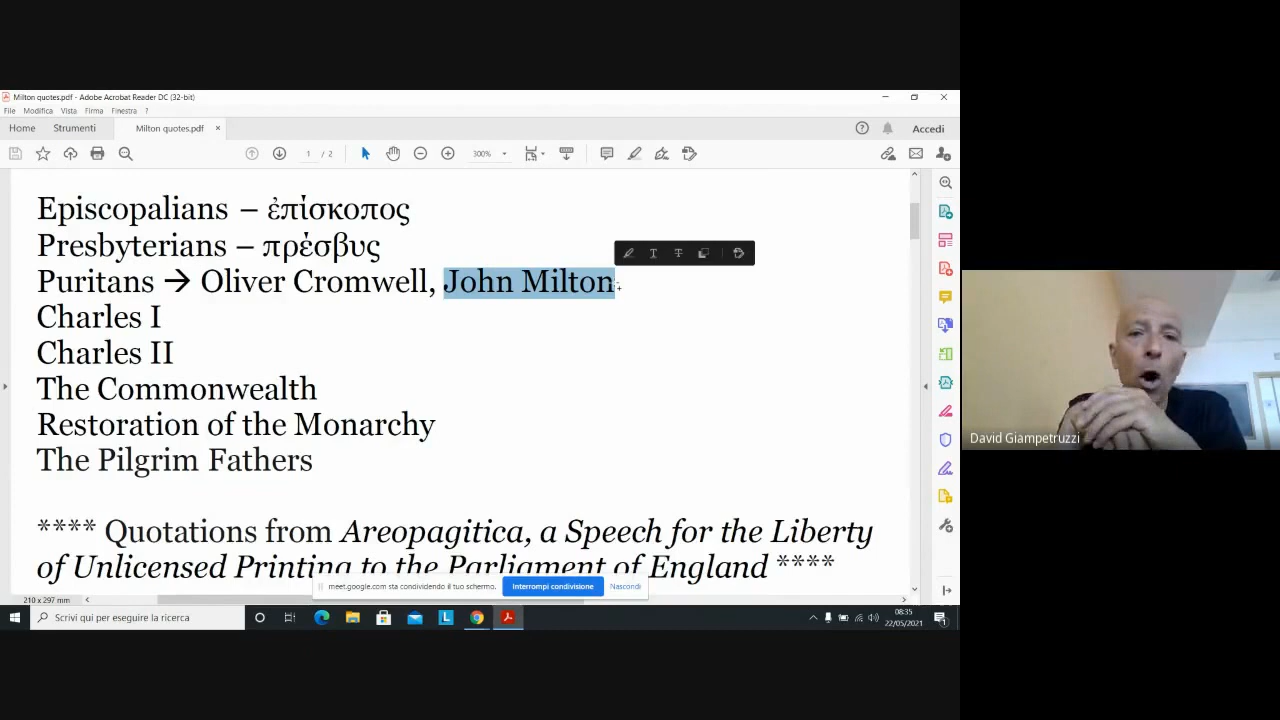 Milton quotes.pdf - Adobe Acrobat Reader DC (32-bit)
File Modifica Vista Firma Finestra ?
Home Strumenti Milton quotes.pdf × Accedi
1 / 2 300%
Episcopalians – ἐπίσκοπος
Presbyterians – πρέσβυς
Puritans → Oliver Cromwell, John Milton
Charles I
Charles II
The Commonwealth
Restoration of the Monarchy
The Pilgrim Fathers
**** Quotations from Areopagitica, a Speech for the Liberty
of Unlicensed Printing to the Parliament of England ****
meet.google.com sta condividendo il tuo schermo. Interrompi condivisione Nascondi
210 x 297 mm
Scrivi qui per eseguire la ricerca
08:35
22/05/2021
David Giampetruzzi